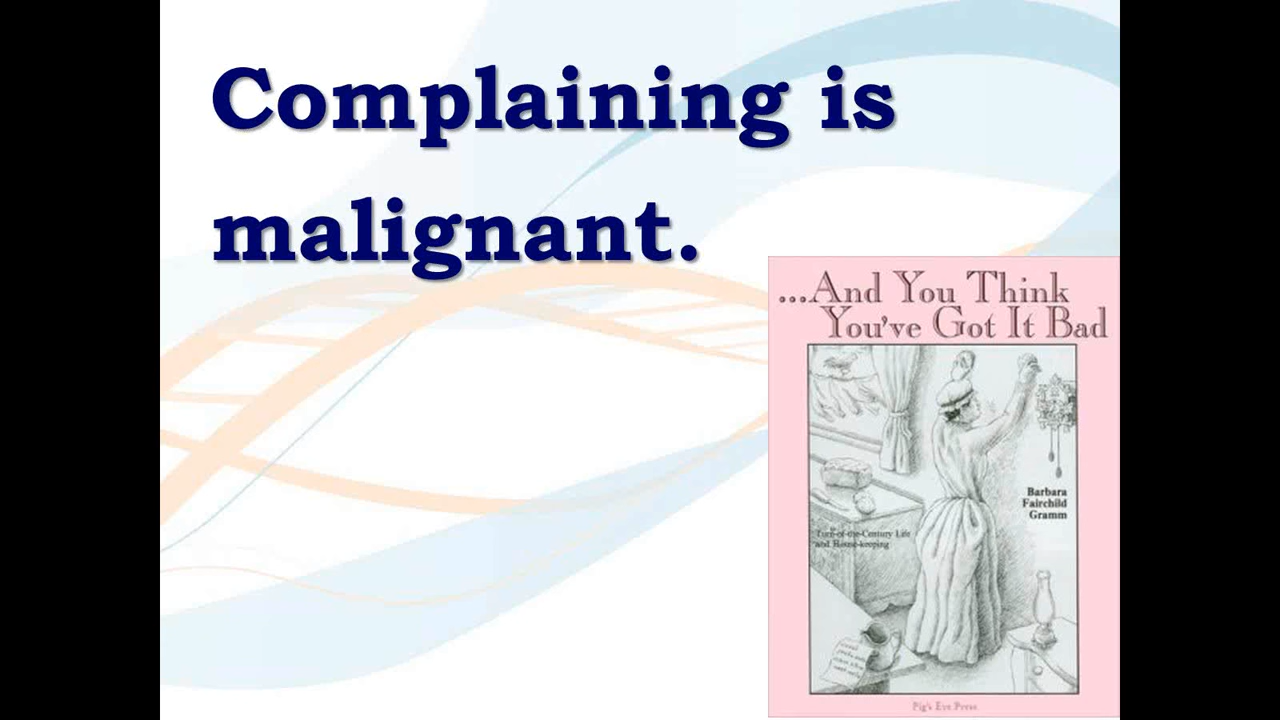 Complaining is
malignant.
...And You Think
You've Got It Bad
Barbara
Fairchild
Gramm
Turn-of-the-Century Life
and Home-keeping
Pig's Eye Press